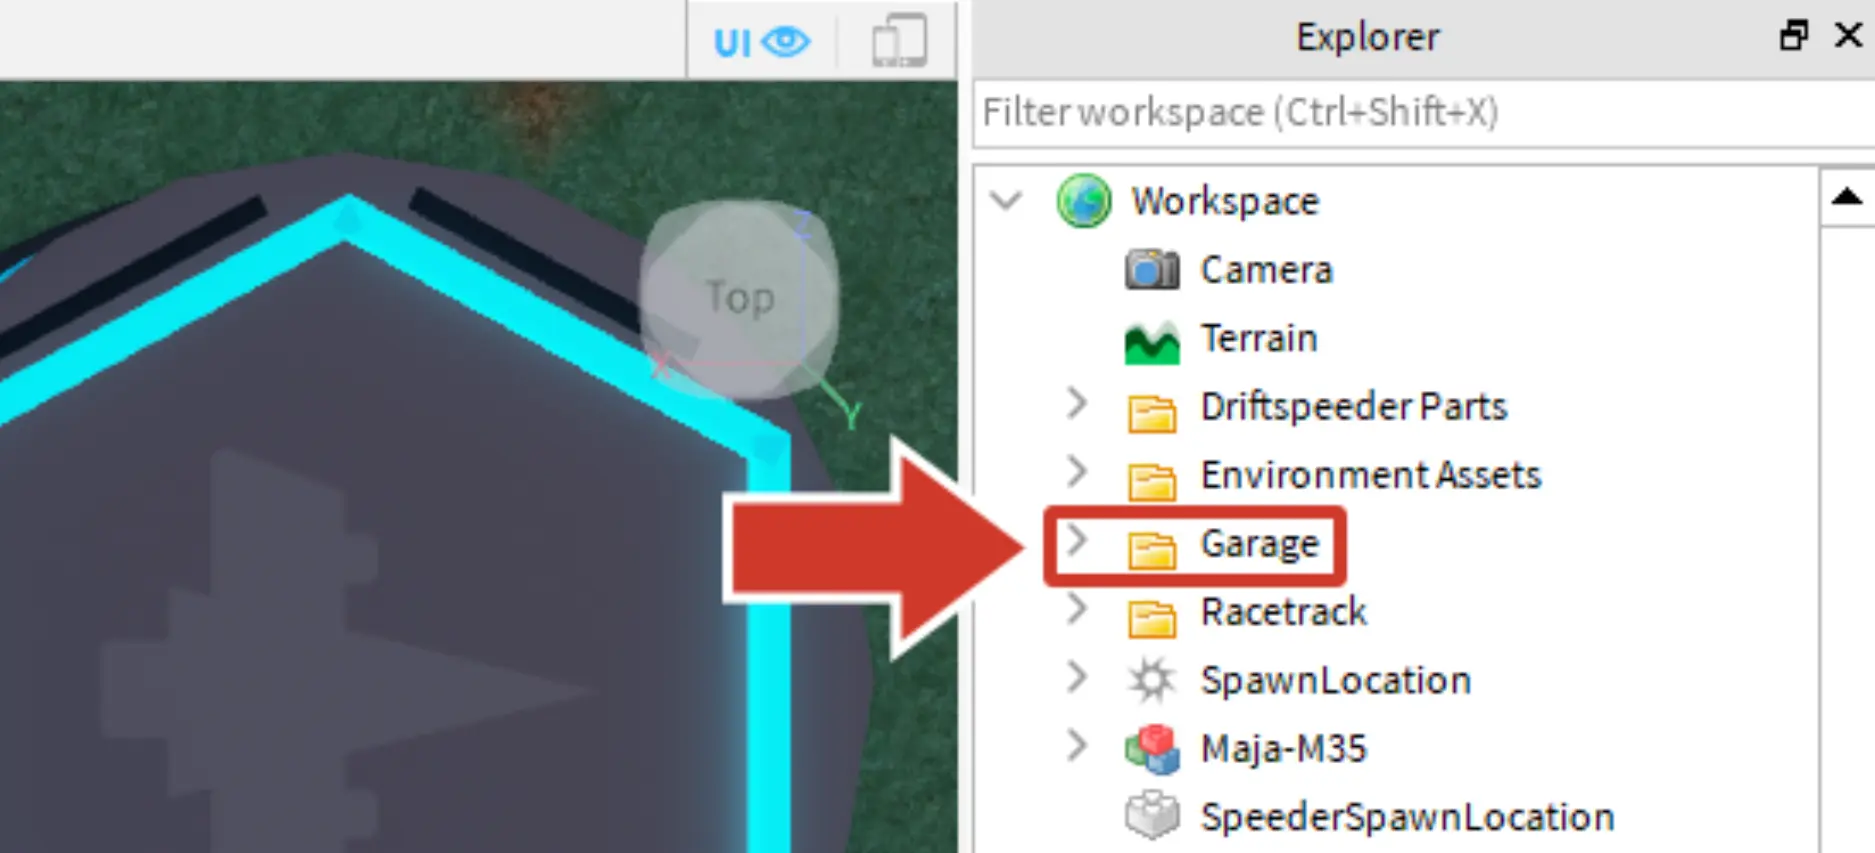 UI
Explorer
Filter workspace (Ctrl+Shift+X)
Z
Top
X
Y
Workspace
Camera
Terrain
Driftspeeder Parts
Environment Assets
Garage
Racetrack
SpawnLocation
Maja-M35
SpeederSpawnLocation